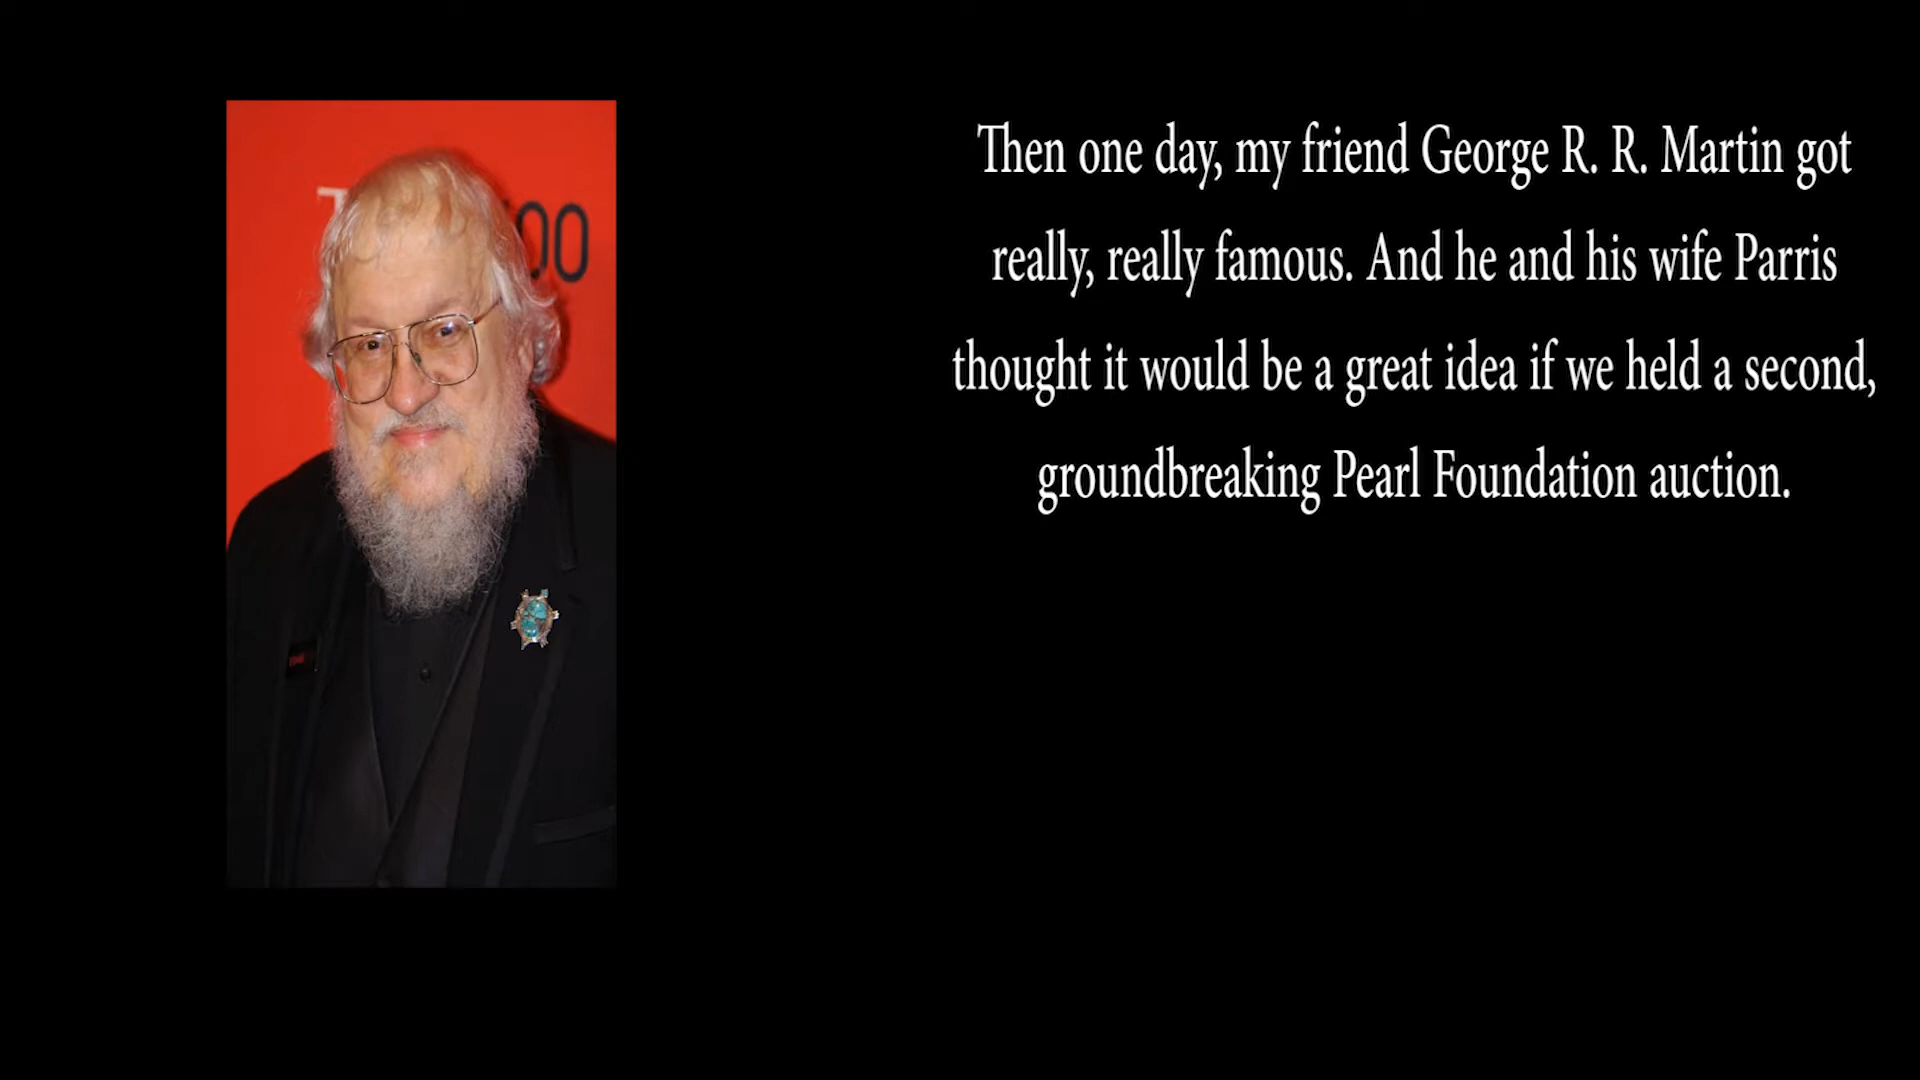 Then one day, my friend George R. R. Martin got
really, really famous. And he and his wife Parris
thought it would be a great idea if we held a second,
groundbreaking Pearl Foundation auction.
T
00